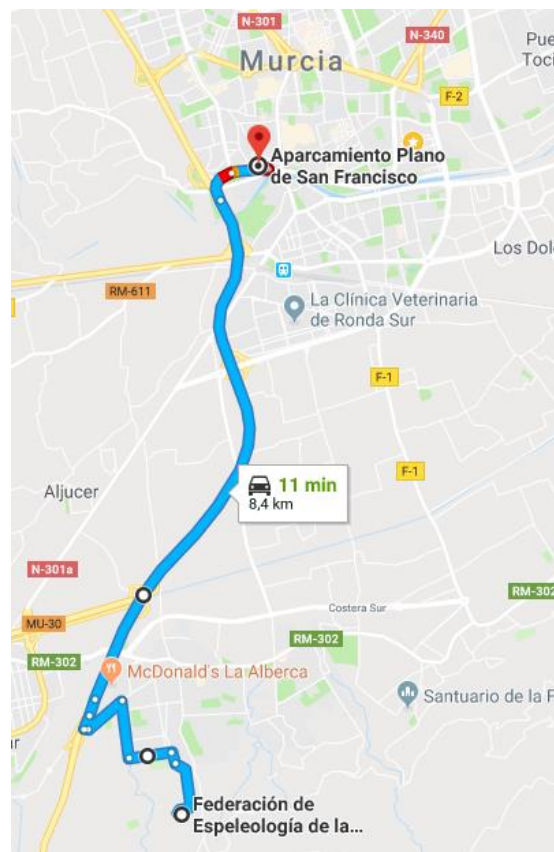 N-301
N-340
Pue
Toci
Murcia
F-2
Aparcamiento Plano
de San Francisco
Los Dolo
RM-611
La Clínica Veterinaria
de Ronda Sur
F-1
11 min
8,4 km
F-1
Aljucer
N-301a
RM-302
Costera Sur
MU-30
RM-302
RM-302
McDonald's La Alberca
Santuario de la F
ar
Federación de
Espeleología de la...